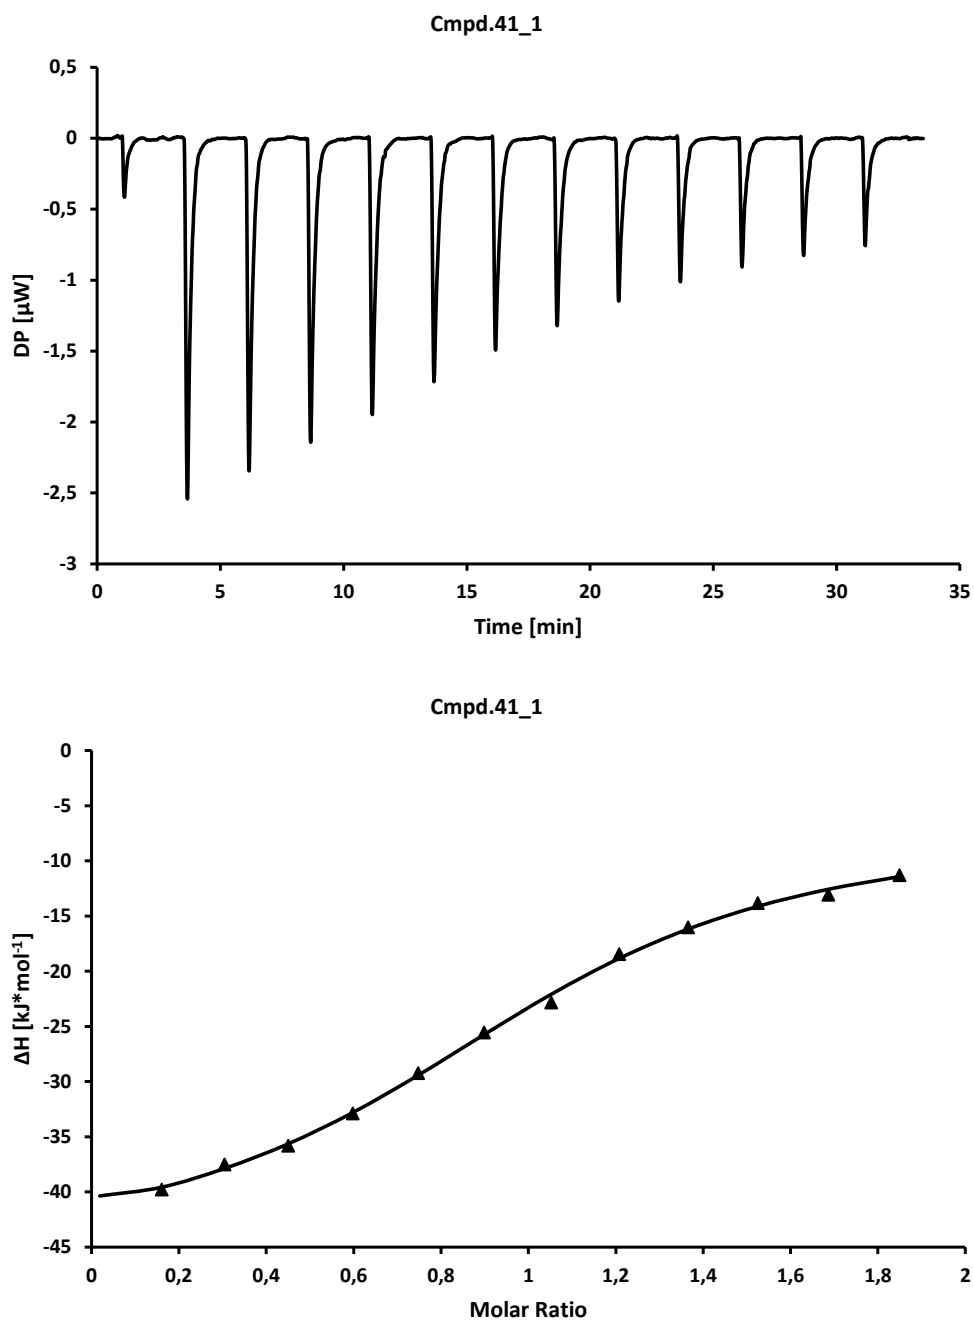 Cmpd.41_1
0,5
0
-0,5
-1
-1,5
-2
-2,5
-3
DP [µW]
0 5 10 15 20 25 30 35
Time [min]
Cmpd.41_1
0
-5
-10
-15
-20
-25
-30
-35
-40
-45
ΔH [kJ*mol⁻¹]
0 0,2 0,4 0,6 0,8 1 1,2 1,4 1,6 1,8 2
Molar Ratio